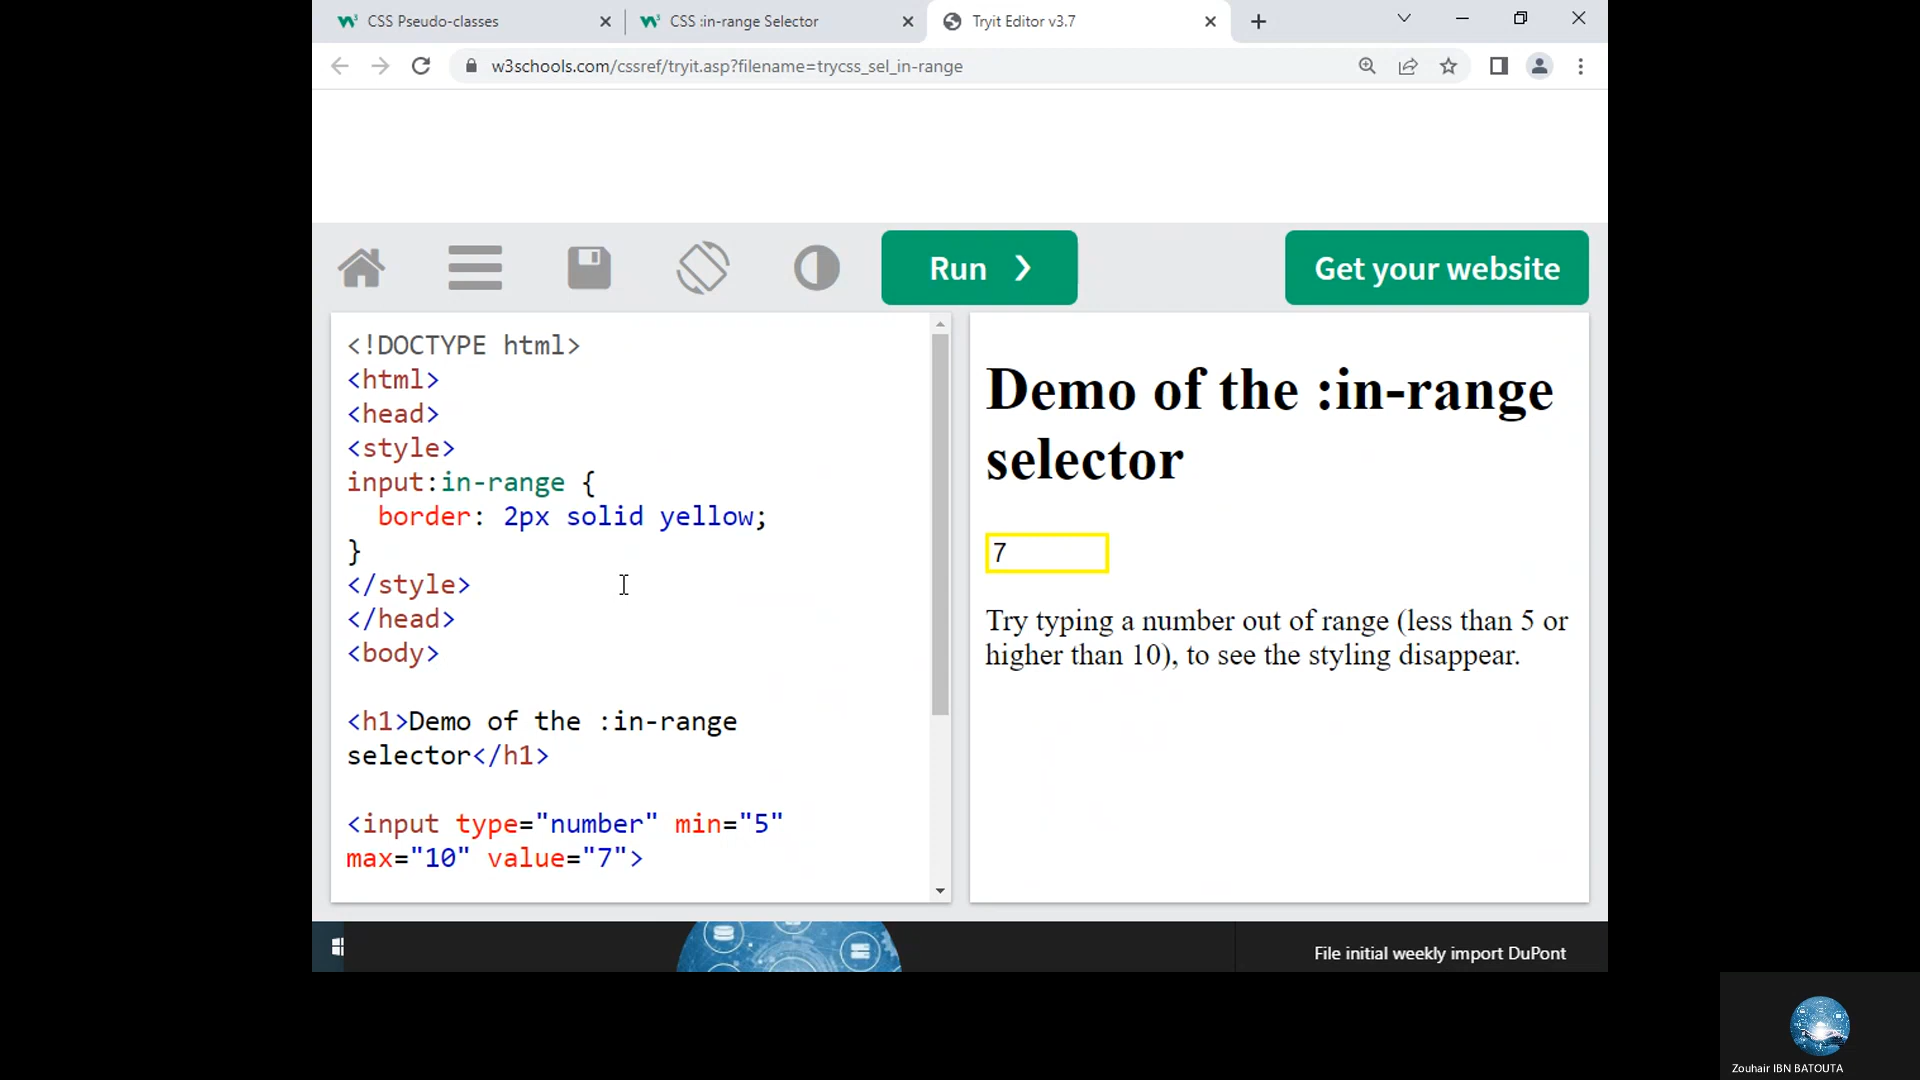 CSS Pseudo-classes
CSS :in-range Selector
Tryit Editor v3.7
w3schools.com/cssref/tryit.asp?filename=trycss_sel_in-range
Run ❯
Get your website
<!DOCTYPE html>
<html>
<head>
<style>
input:in-range {
  border: 2px solid yellow;
}
</style>
</head>
<body>
<h1>Demo of the :in-range
selector</h1>
<input type="number" min="5"
max="10" value="7">
Demo of the :in-range
selector
7
Try typing a number out of range (less than 5 or
higher than 10), to see the styling disappear.
File initial weekly import DuPont
Zouhair IBN BATOUTA